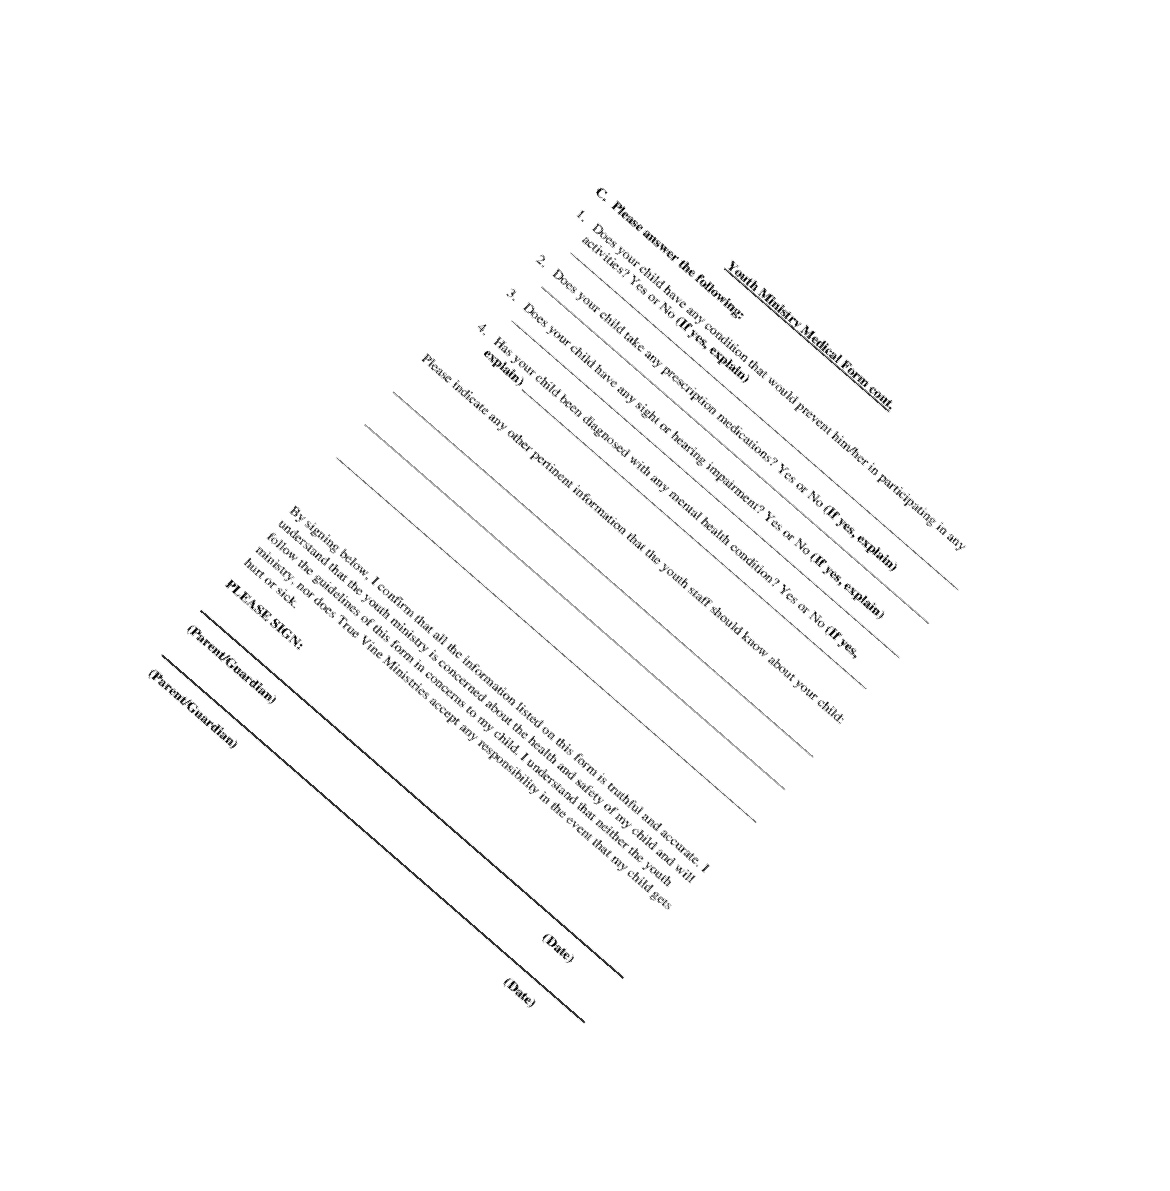 Youth Ministry Medical Form cont.
C. Please answer the following:
1. Does your child have any condition that would prevent him/her in participating in any
activities? Yes or No (If yes, explain)
2. Does your child take any prescription medications? Yes or No (If yes, explain)
3. Does your child have any sight or hearing impairment? Yes or No (If yes, explain)
4. Has your child been diagnosed with any mental health condition? Yes or No (If yes,
explain)
Please indicate any other pertinent information that the youth staff should know about your child:
By signing below, I confirm that all the information listed on this form is truthful and accurate. I
understand that the youth ministry is concerned about the health and safety of my child and will
follow the guidelines of this form in concerns to my child. I understand that neither the youth
ministry, nor does True Vine Ministries accept any responsibility in the event that my child gets
hurt or sick.
PLEASE SIGN:
(Parent/Guardian) (Date)
(Parent/Guardian) (Date)